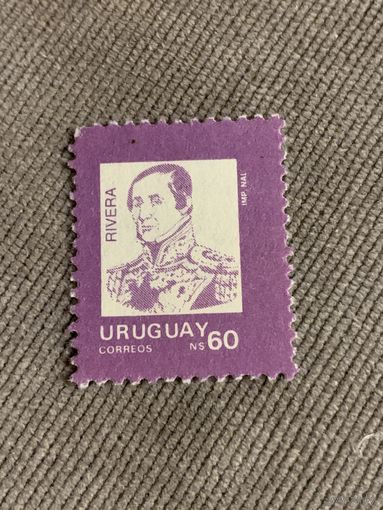 RIVERA
IMP. NAL
URUGUAY
CORREOS N$ 60